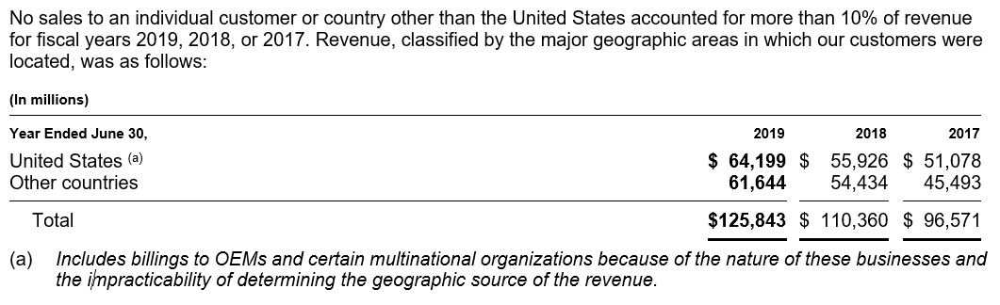 No sales to an individual customer or country other than the United States accounted for more than 10% of revenue
for fiscal years 2019, 2018, or 2017. Revenue, classified by the major geographic areas in which our customers were
located, was as follows:
(In millions)
Year Ended June 30, 2019 2018 2017
United States (a) $ 64,199 $ 55,926 $ 51,078
Other countries 61,644 54,434 45,493
Total $125,843 $ 110,360 $ 96,571
(a) Includes billings to OEMs and certain multinational organizations because of the nature of these businesses and
the impracticability of determining the geographic source of the revenue.